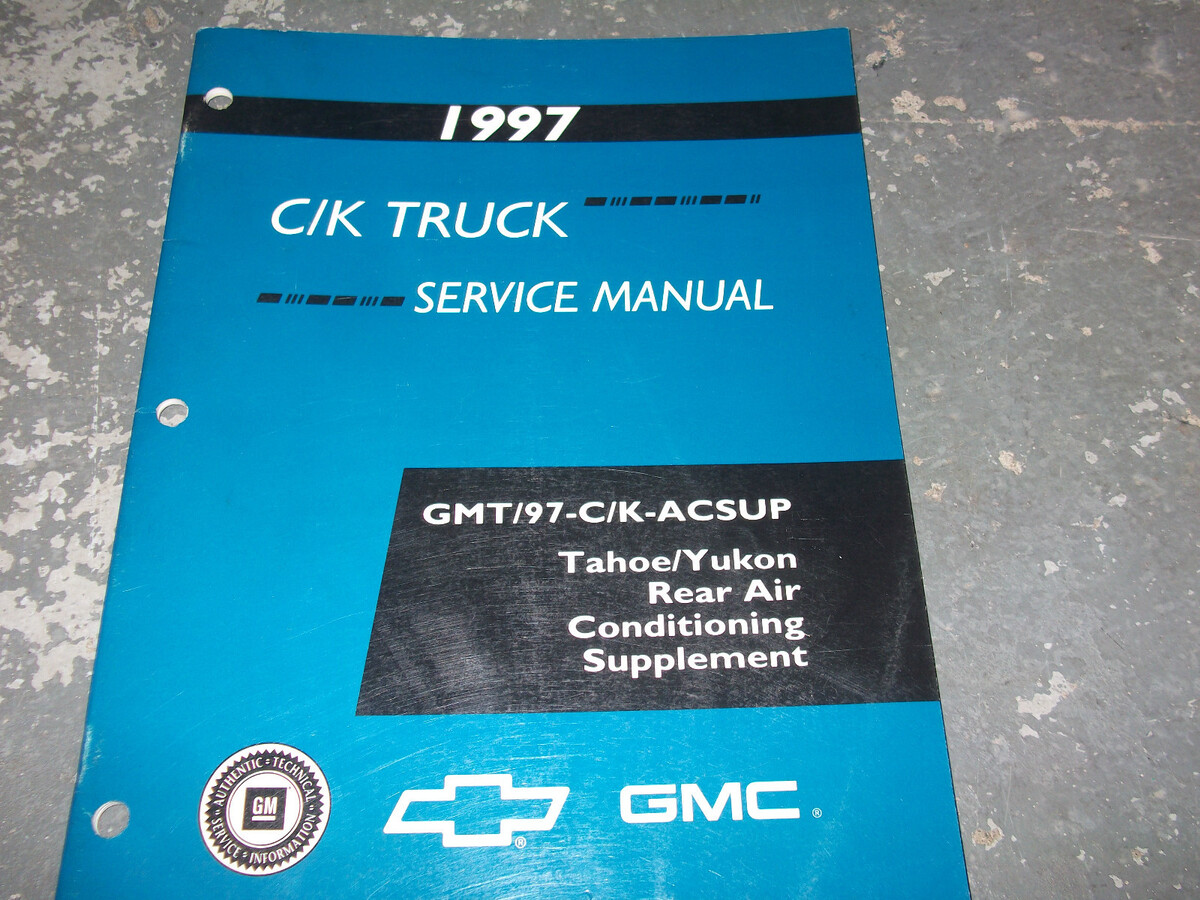 1997
C/K TRUCK
SERVICE MANUAL
GMT/97-C/K-ACSUP
Tahoe/Yukon
Rear Air
Conditioning
Supplement
AUTHENTIC TECHNICAL
GM
SERVICE INFORMATION
®
GMC ®